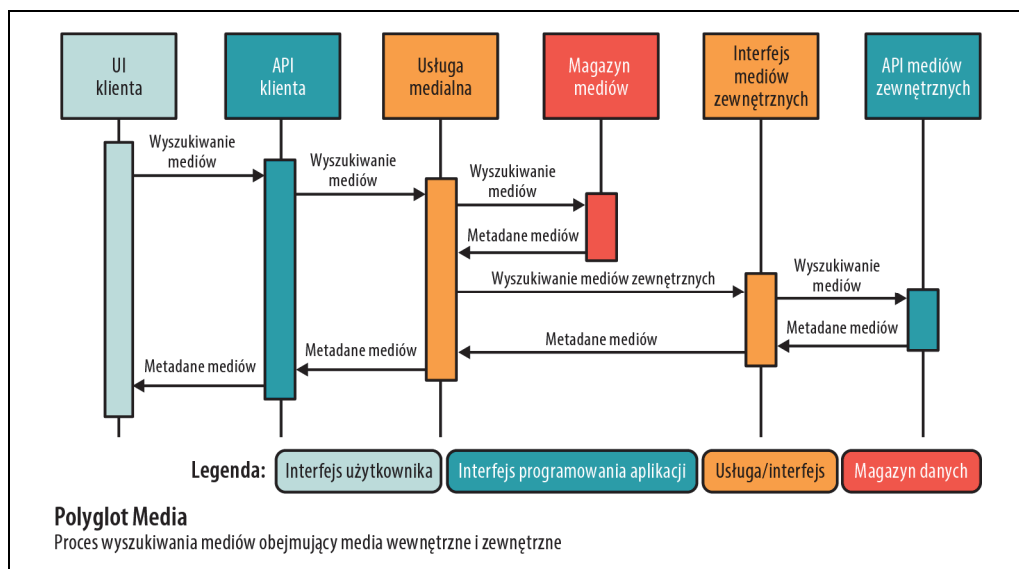 UI
klienta
API
klienta
Usługa
medialna
Magazyn
mediów
Interfejs
mediów
zewnętrznych
API mediów
zewnętrznych
Wyszukiwanie
mediów
Wyszukiwanie
mediów
Wyszukiwanie
mediów
Metadane mediów
Wyszukiwanie mediów zewnętrznych
Wyszukiwanie
mediów
Metadane mediów
Metadane mediów
Metadane mediów
Metadane mediów
Legenda: Interfejs użytkownika Interfejs programowania aplikacji Usługa/interfejs Magazyn danych
Polyglot Media
Proces wyszukiwania mediów obejmujący media wewnętrzne i zewnętrzne